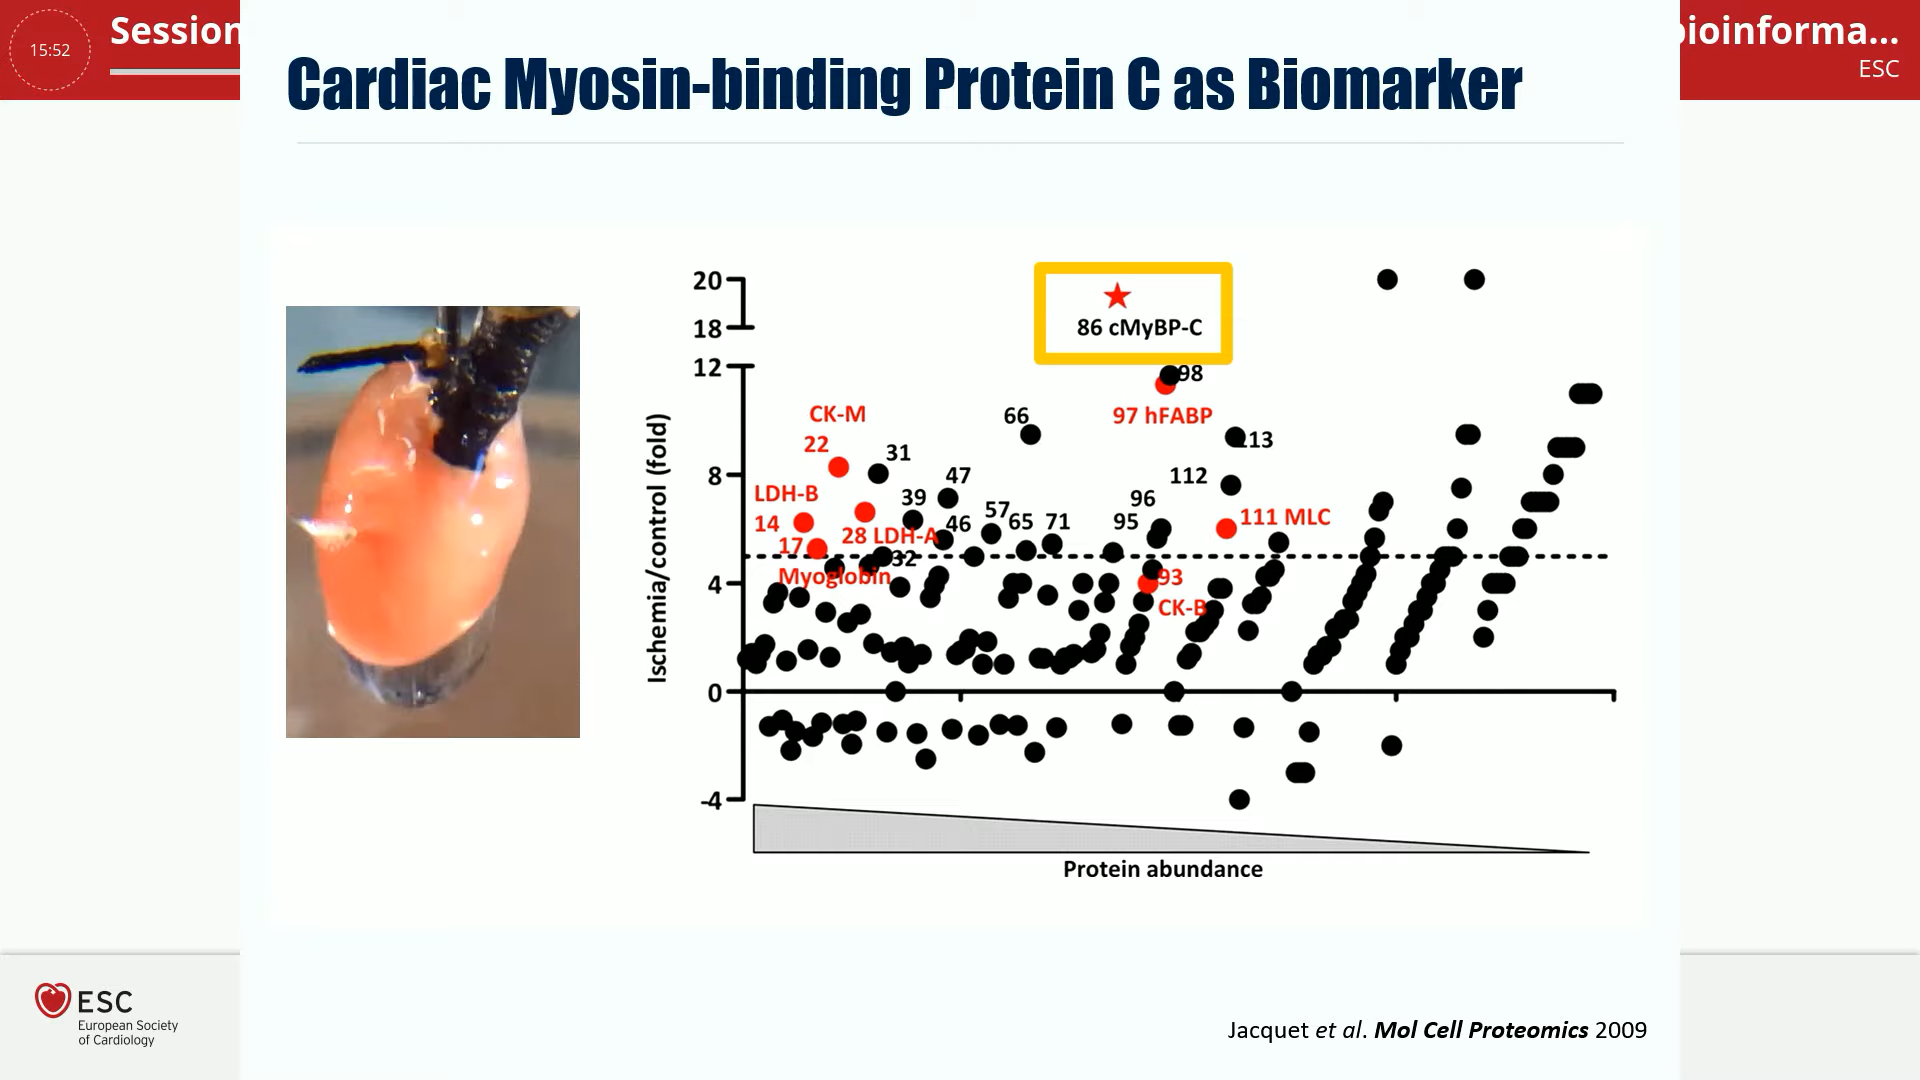 15:52
Session
bioinforma...
ESC
Cardiac Myosin-binding Protein C as Biomarker
20
18
12
8
4
0
-4
Ischemia/control (fold)
86 cMyBP-C
98
97 hFABP
CK-M
22
66
113
31
LDH-B
14
47
112
39
96
57
17
28 LDH-A
46
65
71
95
111 MLC
32
Myoglobin
93
CK-B
Protein abundance
ESC
European Society
of Cardiology
Jacquet et al. Mol Cell Proteomics 2009